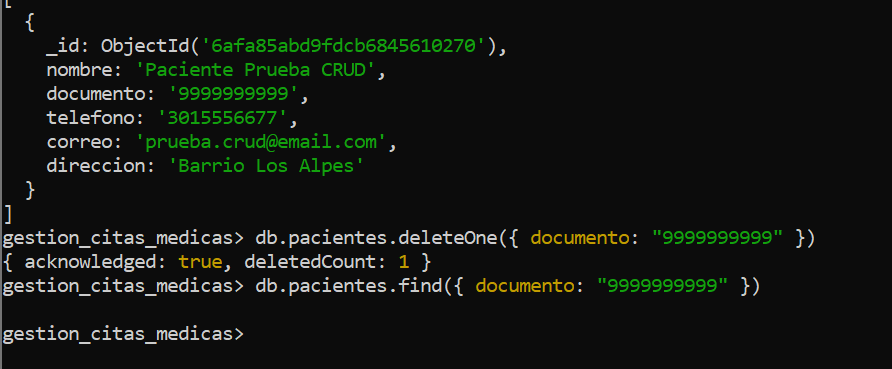 [
  {
    _id: ObjectId('6afa85abd9fdcb6845610270'),
    nombre: 'Paciente Prueba CRUD',
    documento: '9999999999',
    telefono: '3015556677',
    correo: 'prueba.crud@email.com',
    direccion: 'Barrio Los Alpes'
  }
]
gestion_citas_medicas> db.pacientes.deleteOne({ documento: "9999999999" })
{ acknowledged: true, deletedCount: 1 }
gestion_citas_medicas> db.pacientes.find({ documento: "9999999999" })

gestion_citas_medicas>